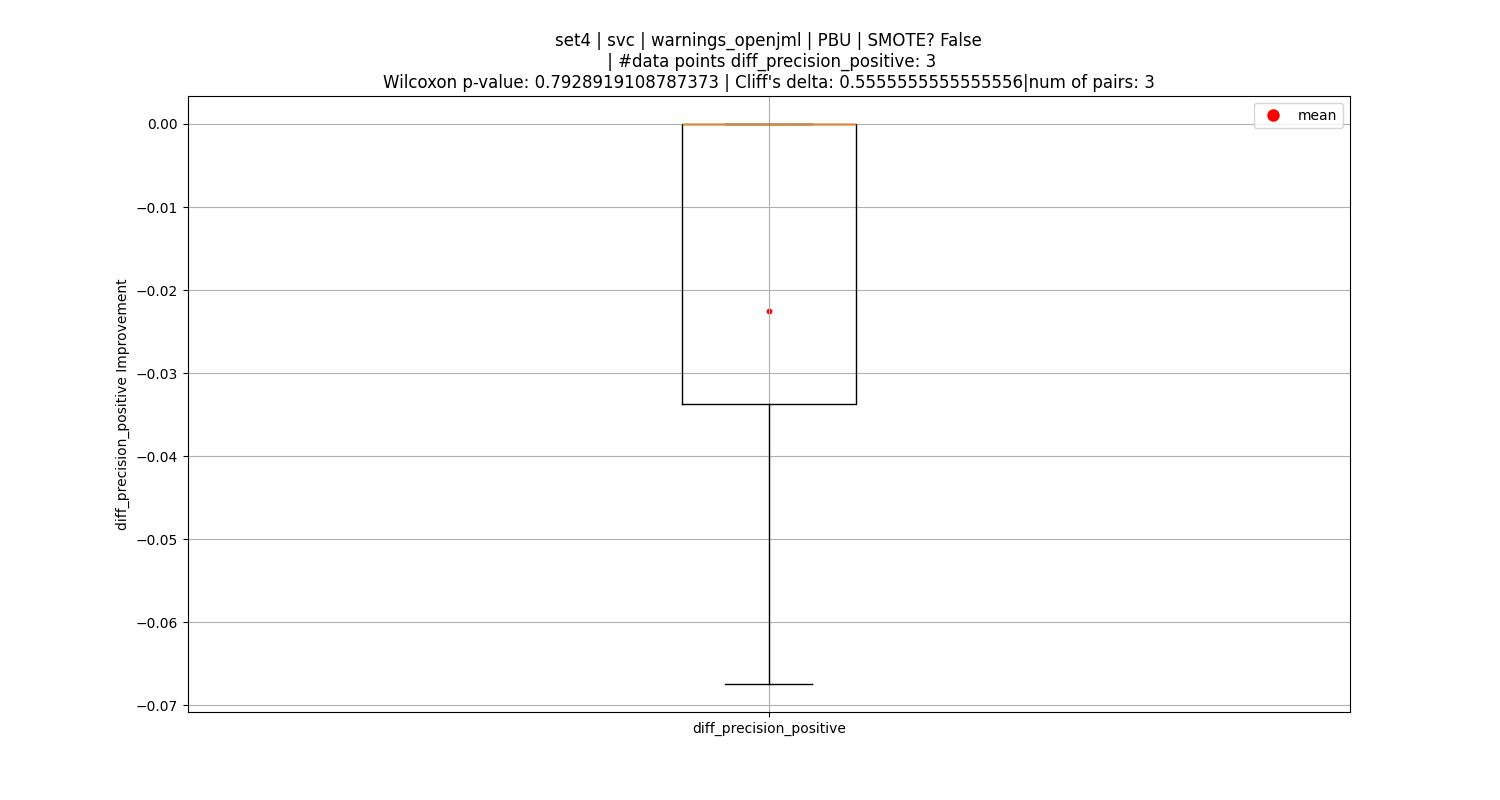 set4 | svc | warnings_openjml | PBU | SMOTE? False
| #data points diff_precision_positive: 3
Wilcoxon p-value: 0.7928919108787373 | Cliff's delta: 0.5555555555555556|num of pairs: 3
mean
0.00
−0.01
−0.02
−0.03
−0.04
−0.05
−0.06
−0.07
diff_precision_positive Improvement
diff_precision_positive